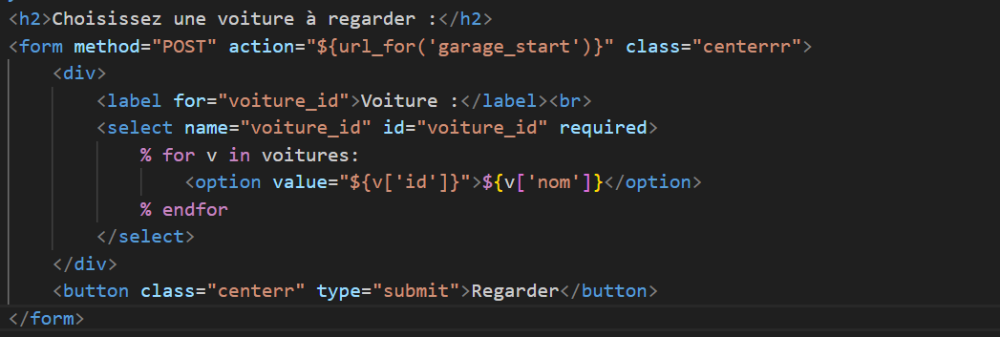 <h2>Choisissez une voiture à regarder :</h2>
<form method="POST" action="${url_for('garage_start')}" class="centerrr">
    <div>
        <label for="voiture_id">Voiture :</label><br>
        <select name="voiture_id" id="voiture_id" required>
            % for v in voitures:
                <option value="${v['id']}">${v['nom']}</option>
            % endfor
        </select>
    </div>
    <button class="centerr" type="submit">Regarder</button>
</form>